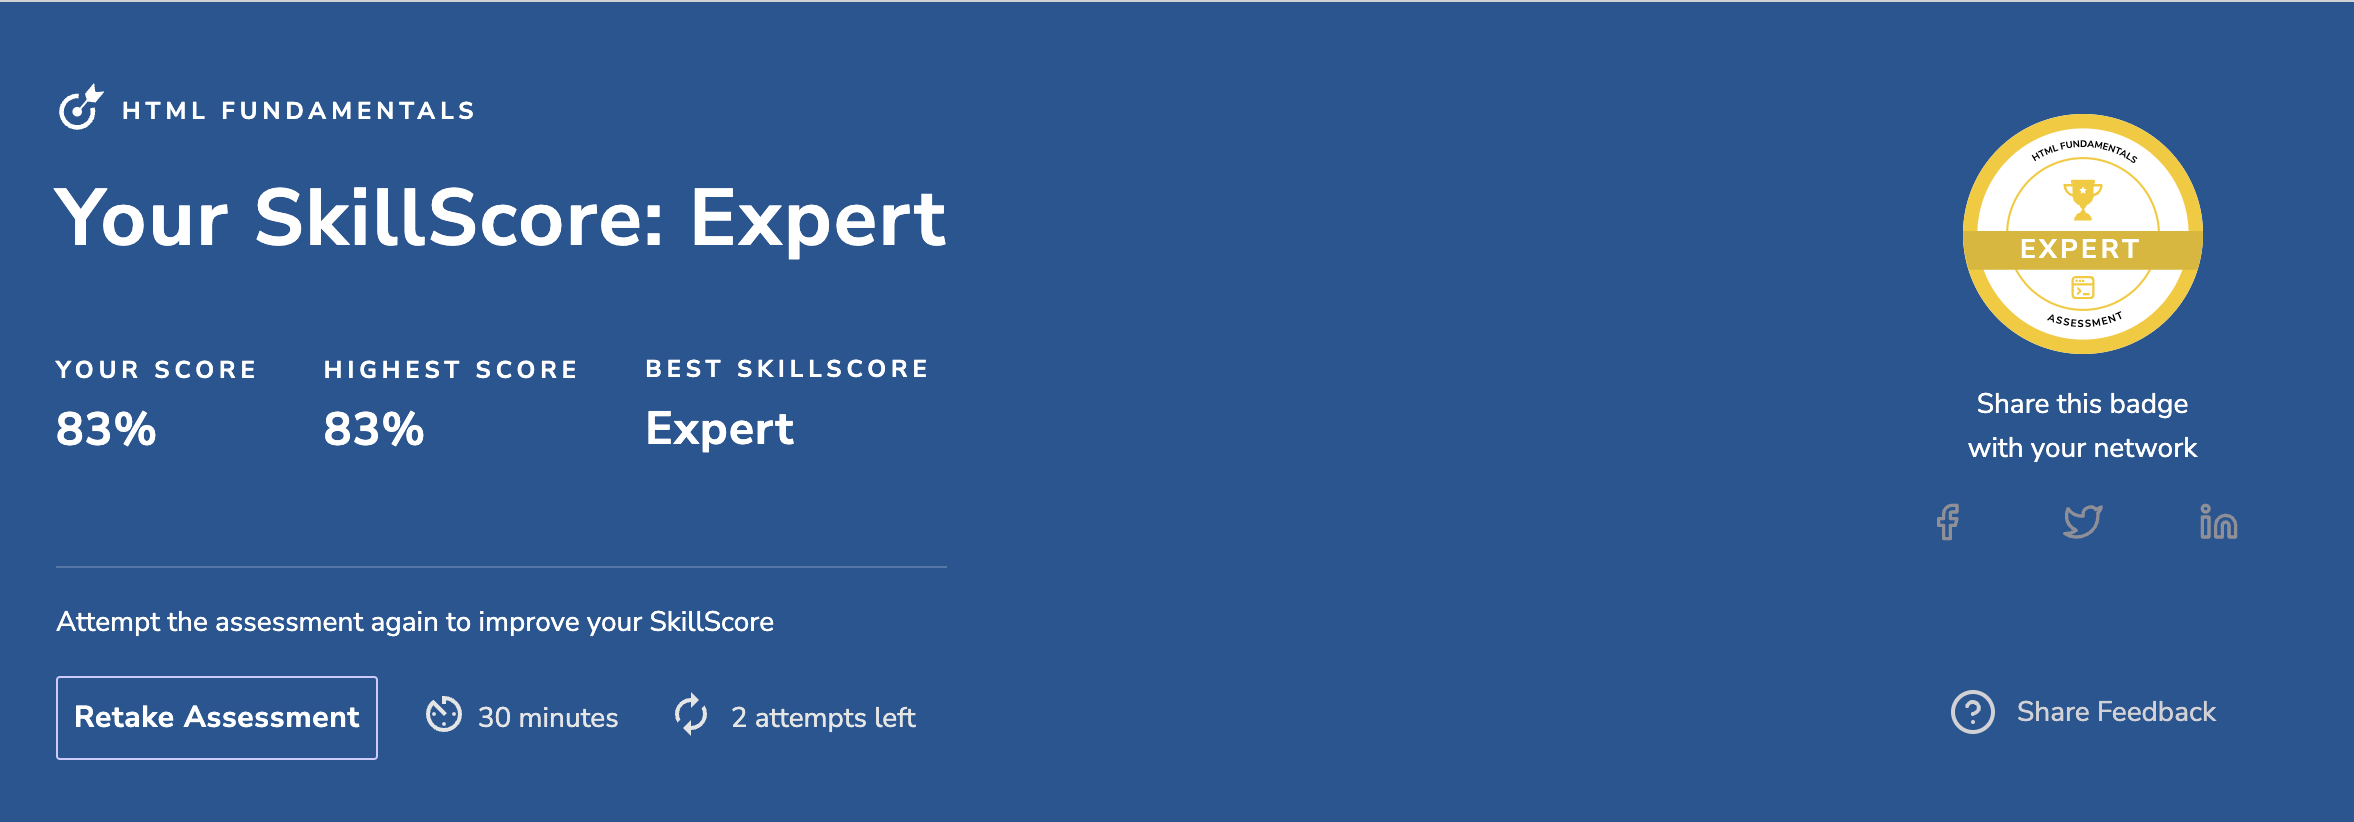 HTML FUNDAMENTALS
Your SkillScore: Expert
YOUR SCORE
83%
HIGHEST SCORE
83%
BEST SKILLSCORE
Expert
Attempt the assessment again to improve your SkillScore
Retake Assessment
30 minutes
2 attempts left
HTML FUNDAMENTALS
EXPERT
ASSESSMENT
Share this badge
with your network
Share Feedback